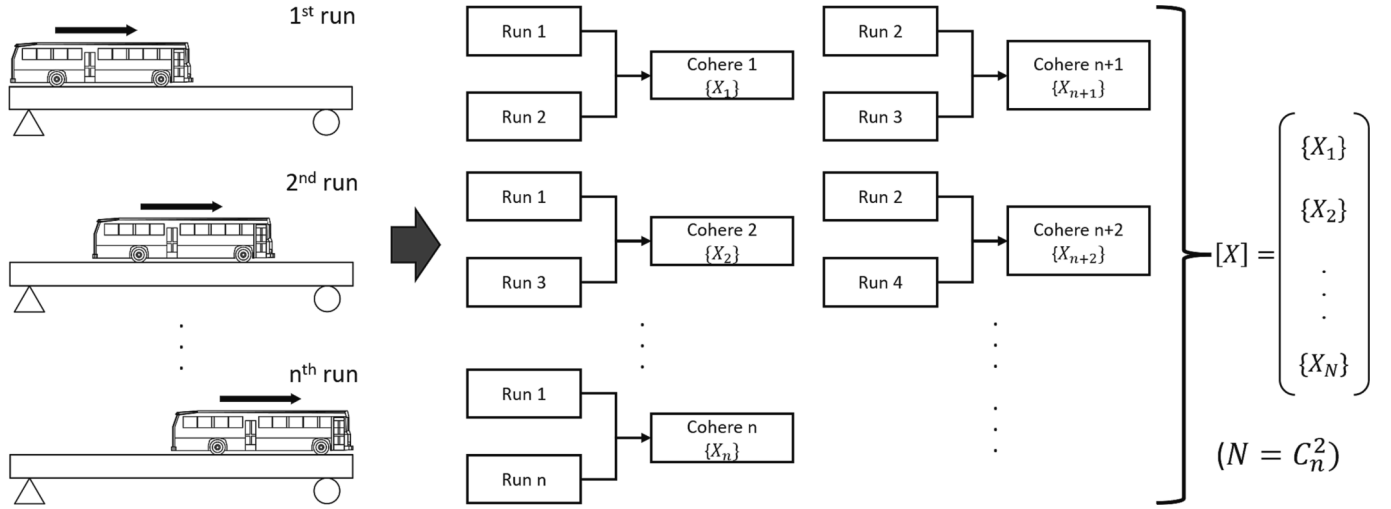 1st run
2nd run
nth run
Run 1
Run 2
Cohere 1
{X1}
Run 1
Run 3
Cohere 2
{X2}
Run 1
Run n
Cohere n
{Xn}
Run 2
Run 3
Cohere n+1
{Xn+1}
Run 2
Run 4
Cohere n+2
{Xn+2}
[X] =
{X1}
{X2}
{XN}
(N = C²ₙ)